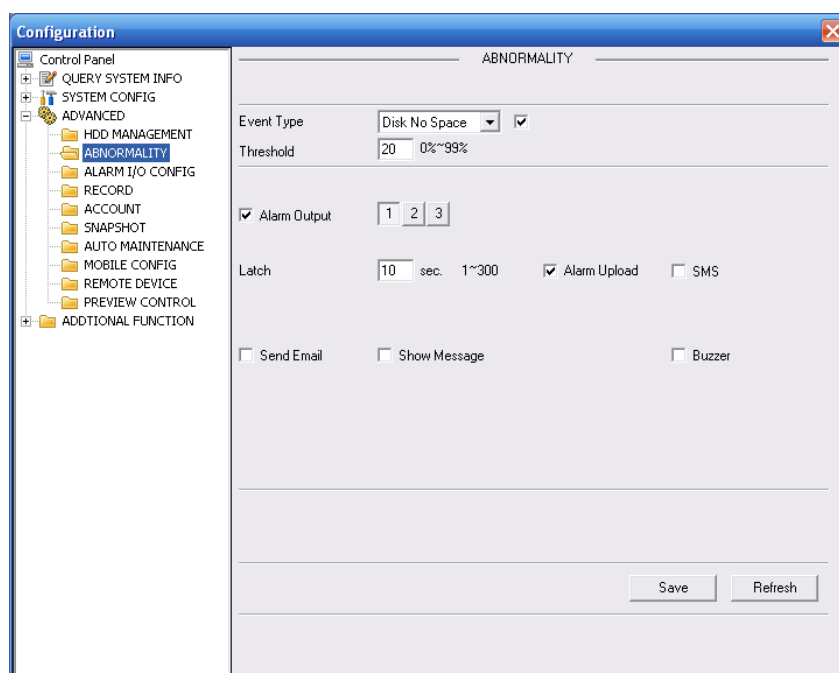 Configuration
Control Panel
QUERY SYSTEM INFO
SYSTEM CONFIG
ADVANCED
HDD MANAGEMENT
ABNORMALITY
ALARM I/O CONFIG
RECORD
ACCOUNT
SNAPSHOT
AUTO MAINTENANCE
MOBILE CONFIG
REMOTE DEVICE
PREVIEW CONTROL
ADDTIONAL FUNCTION
ABNORMALITY
Event Type Disk No Space
Threshold 20 0%~99%
Alarm Output 1 2 3
Latch 10 sec. 1~300 Alarm Upload SMS
Send Email Show Message Buzzer
Save Refresh